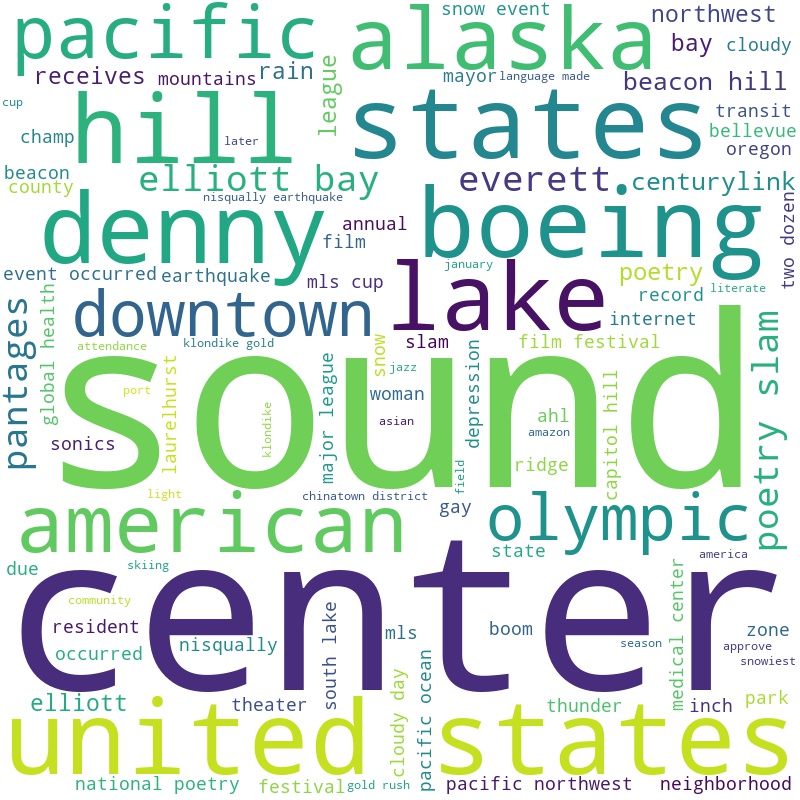 pacific
alaska
snow event
northwest
bay
cloudy
receives
mountains
rain
league
mayor
language made
beacon hill
cup
hill
states
transit
champ
later
bellevue
oregon
beacon
county
elliott bay
everett
centurylink
nisqually earthquake
denny
annual
film
boeing
two dozen
event occurred
earthquake
mls cup
lake
january
poetry
record
literate
internet
pantages
global health
downtown
klondike gold
attendance
slam
film festival
poetry slam
sound
snow
jazz
major league
depression
woman
laurelhurst
port
klondike
asian
ahl
amazon
capitol hill
sonics
ridge
light
field
chinatown district
gay
american
olympic
state
america
due
skiing
center
community
resident
occurred
nisqually
south lake
mls
boom
season
medical center
zone
approve
snowiest
elliott
theater
cloudy day
pacific ocean
thunder
inch
park
united states
national poetry
festival
gold rush
pacific northwest
neighborhood